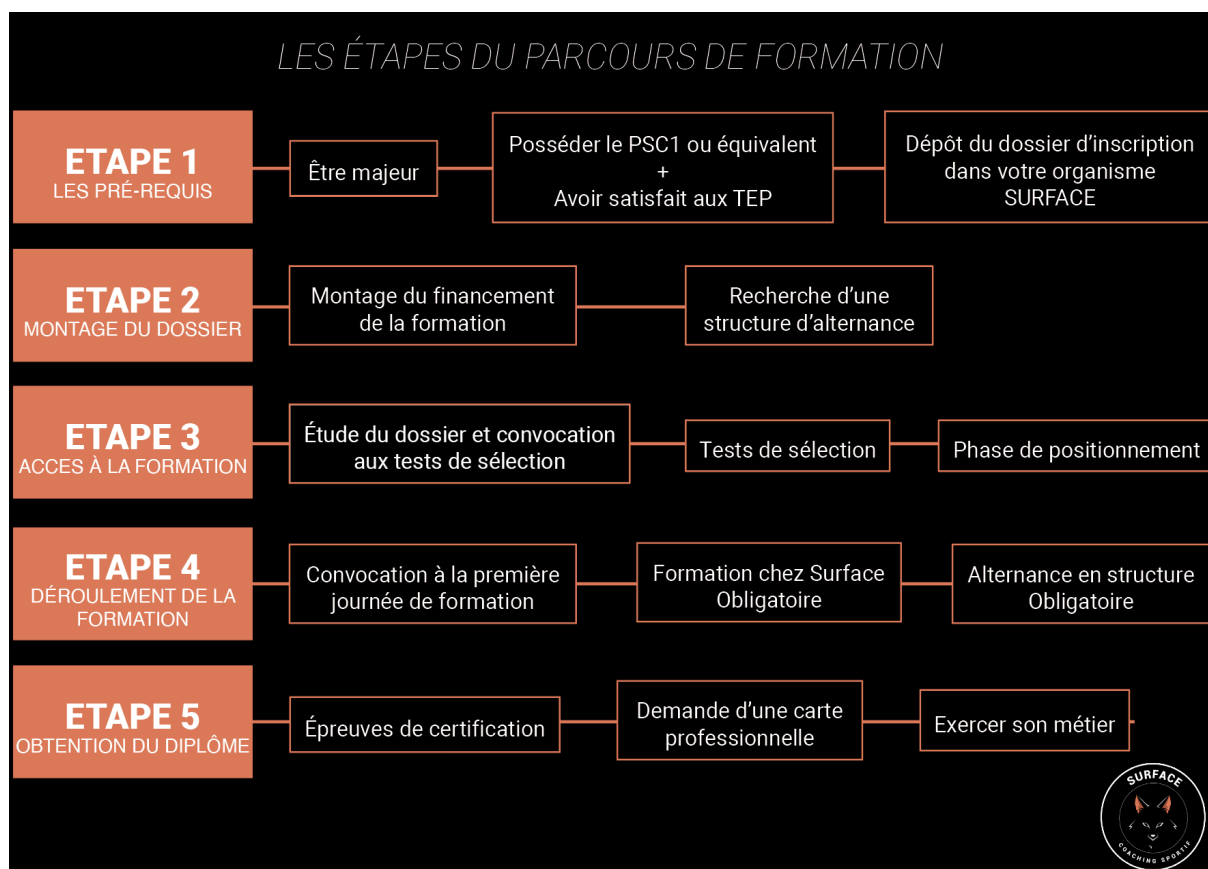 LES ÉTAPES DU PARCOURS DE FORMATION
ETAPE 1
LES PRÉ-REQUIS
Être majeur
Posséder le PSC1 ou équivalent
+
Avoir satisfait aux TEP
Dépôt du dossier d'inscription
dans votre organisme
SURFACE
ETAPE 2
MONTAGE DU DOSSIER
Montage du financement
de la formation
Recherche d'une
structure d'alternance
ETAPE 3
ACCES À LA FORMATION
Étude du dossier et convocation
aux tests de sélection
Tests de sélection
Phase de positionnement
ETAPE 4
DÉROULEMENT DE LA
FORMATION
Convocation à la première
journée de formation
Formation chez Surface
Obligatoire
Alternance en structure
Obligatoire
ETAPE 5
OBTENTION DU DIPLÔME
Épreuves de certification
Demande d'une carte
professionnelle
Exercer son métier
SURFACE
COACHING SPORTIF